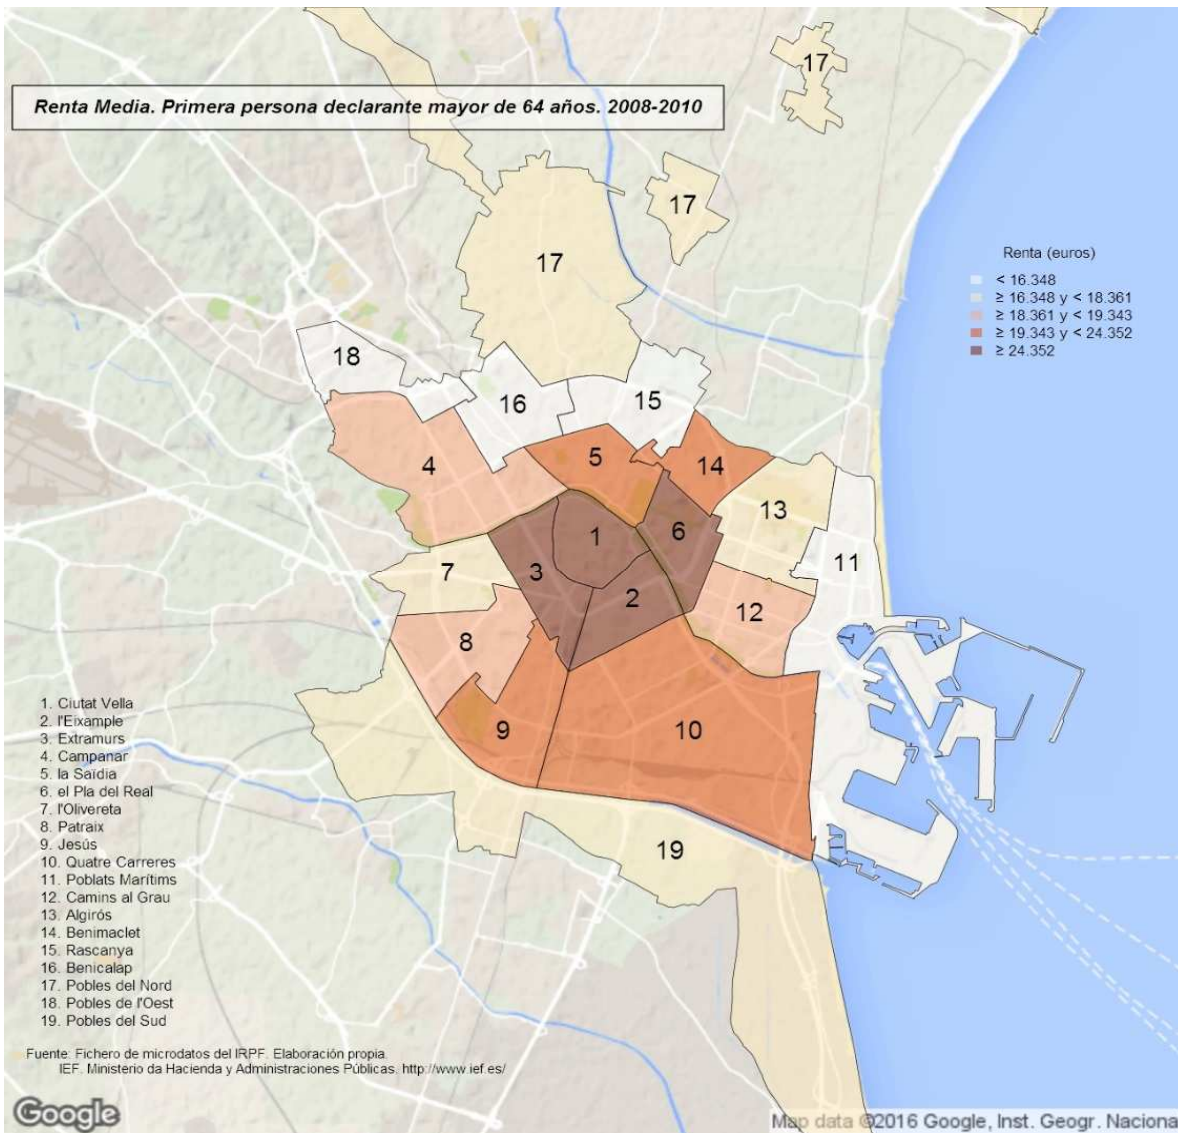 Renta Media. Primera persona declarante mayor de 64 años. 2008-2010
17
17
17
Renta (euros)
< 16.348
≥ 16.348 y < 18.361
≥ 18.361 y < 19.343
≥ 19.343 y < 24.352
≥ 24.352
18
16
15
4
5
14
13
6
1
11
7
3
2
12
8
9
10
19
1. Ciutat Vella
2. l'Eixample
3. Extramurs
4. Campanar
5. la Saïdia
6. el Pla del Real
7. l'Olivereta
8. Patraix
9. Jesús
10. Quatre Carreres
11. Poblats Marítims
12. Camins al Grau
13. Algirós
14. Benimaclet
15. Rascanya
16. Benicalap
17. Pobles del Nord
18. Pobles de l'Oest
19. Pobles del Sud
Fuente: Fichero de microdatos del IRPF. Elaboración propia.
IEF. Ministerio da Hacienda y Administraciones Públicas. http://www.ief.es/
Google
Map data ©2016 Google, Inst. Geogr. Naciona